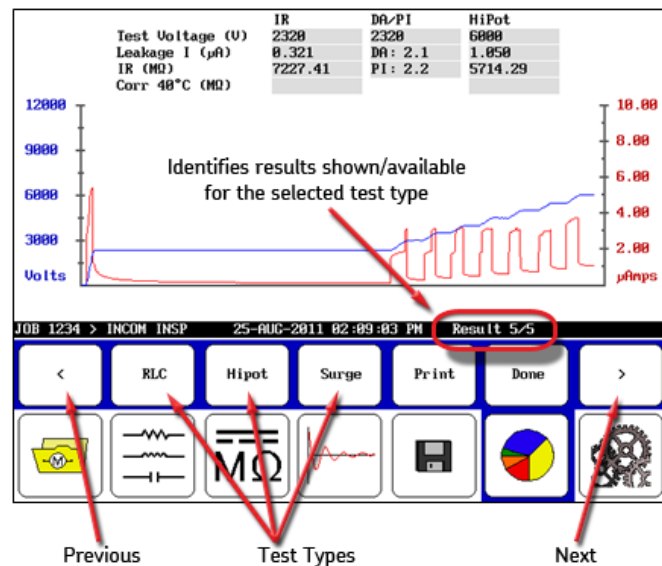 IR DA/PI HiPot
Test Voltage (V) 2320 2320 6000
Leakage I (µA) 0.321 DA: 2.1 1.050
IR (MΩ) 7227.41 PI: 2.2 5714.29
Corr 40°C (MΩ)
12000 10.00
9000 8.00
Identifies results shown/available
for the selected test type
6.00
6000
4.00
3000
2.00
Volts µAmps
JOB 1234 > INCOM INSP 25-AUG-2011 02:09:03 PM Result 5/5
< RLC Hipot Surge Print Done >
M MΩ
Previous Test Types Next